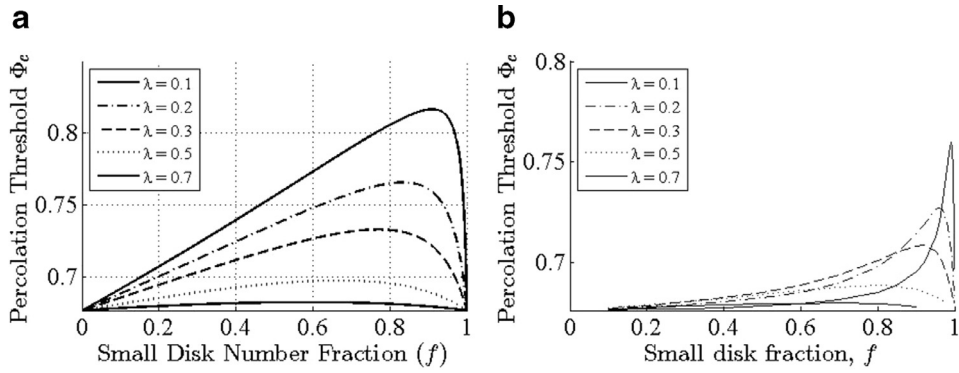 a
Percolation Threshold Φc
0.8
0.75
0.7
λ = 0.1
λ = 0.2
λ = 0.3
λ = 0.5
λ = 0.7
0 0.2 0.4 0.6 0.8 1
Small Disk Number Fraction (f)
b
Percolation Threshold Φc
0.8
0.75
0.7
λ = 0.1
λ = 0.2
λ = 0.3
λ = 0.5
λ = 0.7
0 0.2 0.4 0.6 0.8 1
Small disk fraction, f